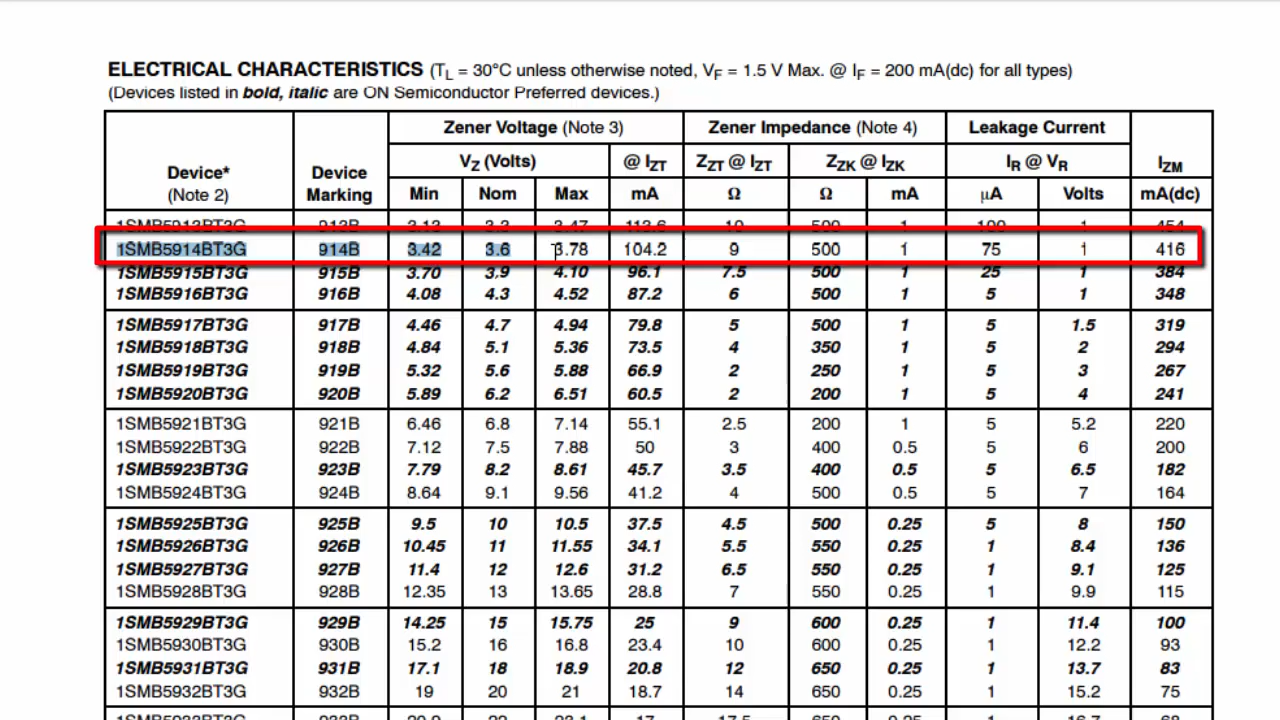 ELECTRICAL CHARACTERISTICS (TL = 30°C unless otherwise noted, VF = 1.5 V Max. @ IF = 200 mA(dc) for all types)
(Devices listed in bold, italic are ON Semiconductor Preferred devices.)
Zener Voltage (Note 3) Zener Impedance (Note 4) Leakage Current
VZ (Volts) @ IZT ZZT @ IZT ZZK @ IZK IR @ VR IZM
Device* (Note 2) Device Marking Min Nom Max mA Ω Ω mA µA Volts mA(dc)
1SMB5913BT3G 913B 3.13 3.3 3.47 113.6 10 500 1 100 1 454
1SMB5914BT3G 914B 3.42 3.6 3.78 104.2 9 500 1 75 1 416
1SMB5915BT3G 915B 3.70 3.9 4.10 96.1 7.5 500 1 25 1 384
1SMB5916BT3G 916B 4.08 4.3 4.52 87.2 6 500 1 5 1 348
1SMB5917BT3G 917B 4.46 4.7 4.94 79.8 5 500 1 5 1.5 319
1SMB5918BT3G 918B 4.84 5.1 5.36 73.5 4 350 1 5 2 294
1SMB5919BT3G 919B 5.32 5.6 5.88 66.9 2 250 1 5 3 267
1SMB5920BT3G 920B 5.89 6.2 6.51 60.5 2 200 1 5 4 241
1SMB5921BT3G 921B 6.46 6.8 7.14 55.1 2.5 200 1 5 5.2 220
1SMB5922BT3G 922B 7.12 7.5 7.88 50 3 400 0.5 5 6 200
1SMB5923BT3G 923B 7.79 8.2 8.61 45.7 3.5 400 0.5 5 6.5 182
1SMB5924BT3G 924B 8.64 9.1 9.56 41.2 4 500 0.5 5 7 164
1SMB5925BT3G 925B 9.5 10 10.5 37.5 4.5 500 0.25 5 8 150
1SMB5926BT3G 926B 10.45 11 11.55 34.1 5.5 550 0.25 1 8.4 136
1SMB5927BT3G 927B 11.4 12 12.6 31.2 6.5 550 0.25 1 9.1 125
1SMB5928BT3G 928B 12.35 13 13.65 28.8 7 550 0.25 1 9.9 115
1SMB5929BT3G 929B 14.25 15 15.75 25 9 600 0.25 1 11.4 100
1SMB5930BT3G 930B 15.2 16 16.8 23.4 10 600 0.25 1 12.2 93
1SMB5931BT3G 931B 17.1 18 18.9 20.8 12 650 0.25 1 13.7 83
1SMB5932BT3G 932B 19 20 21 18.7 14 650 0.25 1 15.2 75